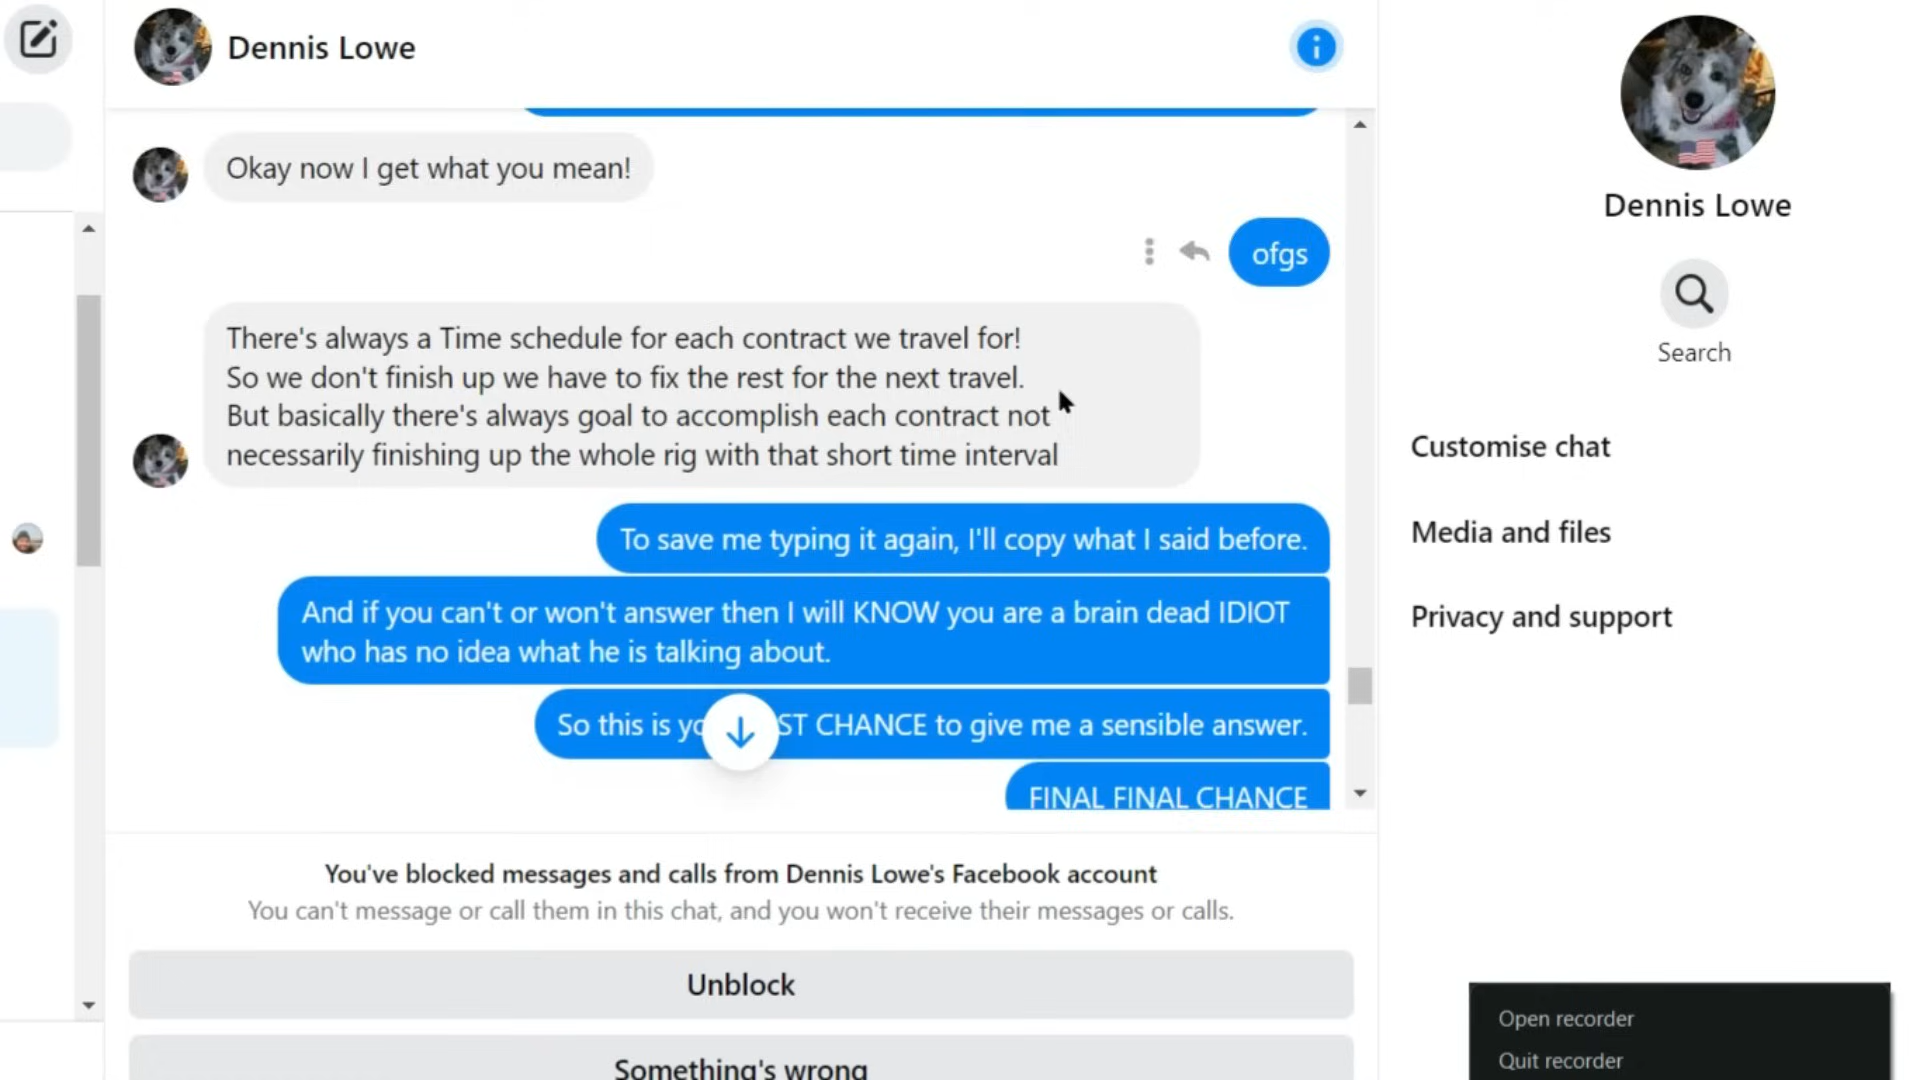 Dennis Lowe
Okay now I get what you mean!
ofgs
There's always a Time schedule for each contract we travel for!
So we don't finish up we have to fix the rest for the next travel.
But basically there's always goal to accomplish each contract not
necessarily finishing up the whole rig with that short time interval
To save me typing it again, I'll copy what I said before.
And if you can't or won't answer then I will KNOW you are a brain dead IDIOT
who has no idea what he is talking about.
So this is CHANCE to give me a sensible answer.
FINAL FINAL CHANCE
You've blocked messages and calls from Dennis Lowe's Facebook account
You can't message or call them in this chat, and you won't receive their messages or calls.
Unblock
Something's wrong
Dennis Lowe
Search
Customise chat
Media and files
Privacy and support
Open recorder
Quit recorder